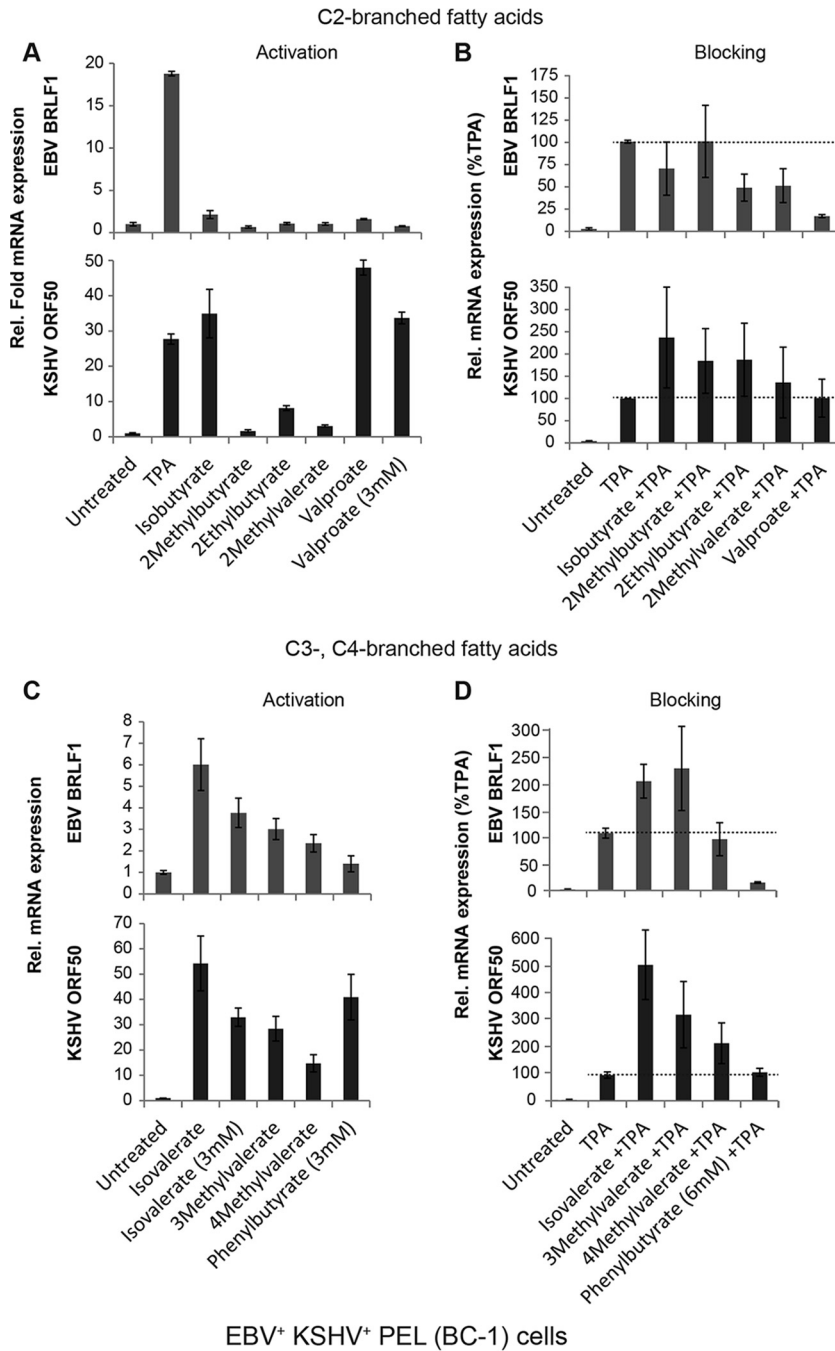 C2-branched fatty acids
A
Activation
Rel. Fold mRNA expression
EBV BRLF1
20
15
10
5
0
KSHV ORF50
50
40
30
20
10
0
Untreated
TPA
Isobutyrate
2Methylbutyrate
2Ethylbutyrate
2Methylvalerate
Valproate
Valproate (3mM)
B
Blocking
Rel. mRNA expression (%TPA)
EBV BRLF1
175
150
125
100
75
50
25
0
KSHV ORF50
350
300
250
200
150
100
50
0
Untreated
TPA
Isobutyrate +TPA
2Methylbutyrate +TPA
2Ethylbutyrate +TPA
2Methylvalerate +TPA
Valproate +TPA
C3-, C4-branched fatty acids
C
Activation
Rel. mRNA expression
EBV BRLF1
8
7
6
5
4
3
2
1
0
KSHV ORF50
70
60
50
40
30
20
10
0
Untreated
Isovalerate
Isovalerate (3mM)
3Methylvalerate
4Methylvalerate
Phenylbutyrate (3mM)
D
Blocking
Rel. mRNA expression (%TPA)
EBV BRLF1
300
250
200
150
100
50
0
KSHV ORF50
600
500
400
300
200
100
0
Untreated
TPA
Isovalerate +TPA
3Methylvalerate +TPA
4Methylvalerate +TPA
Phenylbutyrate (6mM) +TPA
EBV⁺ KSHV⁺ PEL (BC-1) cells